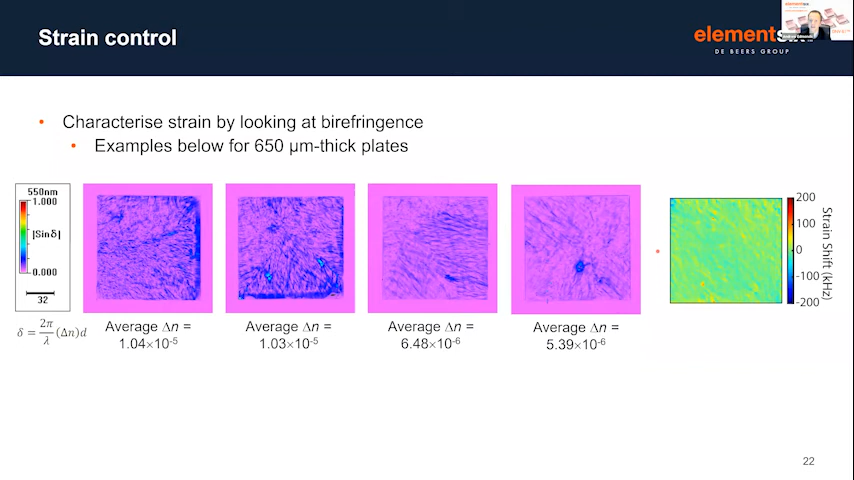 Strain control
elementsix
DE BEERS GROUP
• Characterise strain by looking at birefringence
• Examples below for 650 µm-thick plates
550nm
1.000
|Sinδ|
0.000
32
δ = 2π/λ (Δn)d
Average Δn =
1.04×10⁻⁵
Average Δn =
1.03×10⁻⁵
Average Δn =
6.48×10⁻⁶
Average Δn =
5.39×10⁻⁶
200
100
0
-100
-200
Strain Shift (kHz)
22